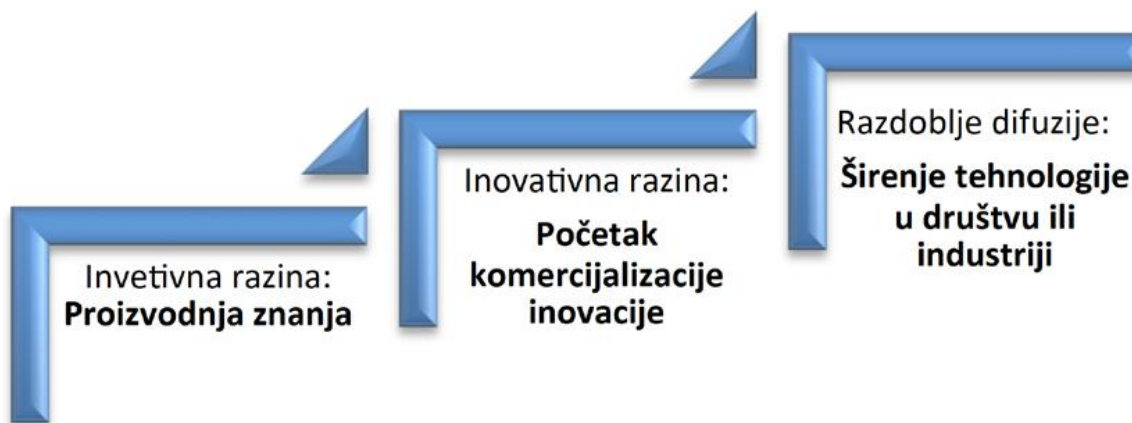 Invetivna razina:
Proizvodnja znanja
Inovativna razina:
Početak
komercijalizacije
inovacije
Razdoblje difuzije:
Širenje tehnologije
u društvu ili
industriji